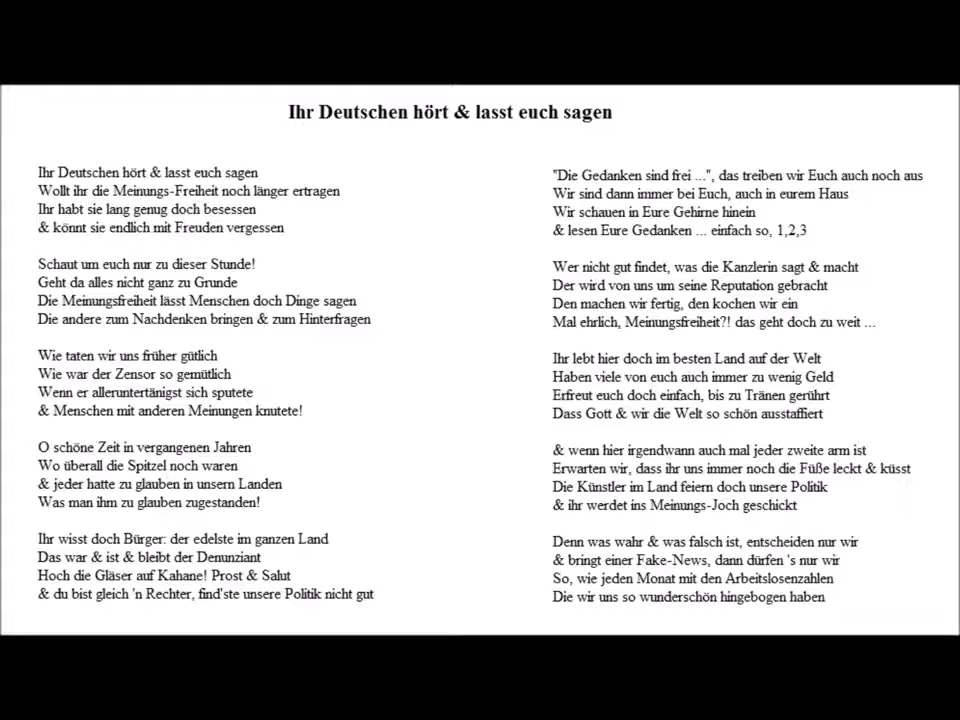 Ihr Deutschen hört & lasst euch sagen
Ihr Deutschen hört & lasst euch sagen
Wollt ihr die Meinungs-Freiheit noch länger ertragen
Ihr habt sie lang genug doch besessen
& könnt sie endlich mit Freuden vergessen
Schaut um euch nur zu dieser Stunde!
Geht da alles nicht ganz zu Grunde
Die Meinungsfreiheit lässt Menschen doch Dinge sagen
Die andere zum Nachdenken bringen & zum Hinterfragen
Wie taten wir uns früher gütlich
Wie war der Zensor so gemütlich
Wenn er alleruntertänigst sich sputete
& Menschen mit anderen Meinungen knutete!
O schöne Zeit in vergangenen Jahren
Wo überall die Spitzel noch waren
& jeder hatte zu glauben in unsern Landen
Was man ihm zu glauben zugestanden!
Ihr wisst doch Bürger: der edelste im ganzen Land
Das war & ist & bleibt der Denunziant
Hoch die Gläser auf Kahane! Prost & Salut
& du bist gleich 'n Rechter, find'ste unsere Politik nicht gut
"Die Gedanken sind frei ...", das treiben wir Euch auch noch aus
Wir sind dann immer bei Euch, auch in eurem Haus
Wir schauen in Eure Gehirne hinein
& lesen Eure Gedanken ... einfach so, 1,2,3
Wer nicht gut findet, was die Kanzlerin sagt & macht
Der wird von uns um seine Reputation gebracht
Den machen wir fertig, den kochen wir ein
Mal ehrlich, Meinungsfreiheit?! das geht doch zu weit ...
Ihr lebt hier doch im besten Land auf der Welt
Haben viele von euch auch immer zu wenig Geld
Erfreut euch doch einfach, bis zu Tränen gerührt
Dass Gott & wir die Welt so schön ausstaffiert
& wenn hier irgendwann auch mal jeder zweite arm ist
Erwarten wir, dass ihr uns immer noch die Füße leckt & küsst
Die Künstler im Land feiern doch unsere Politik
& ihr werdet ins Meinungs-Joch geschickt
Denn was wahr & was falsch ist, entscheiden nur wir
& bringt einer Fake-News, dann dürfen 's nur wir
So, wie jeden Monat mit den Arbeitslosenzahlen
Die wir uns so wunderschön hingebogen haben